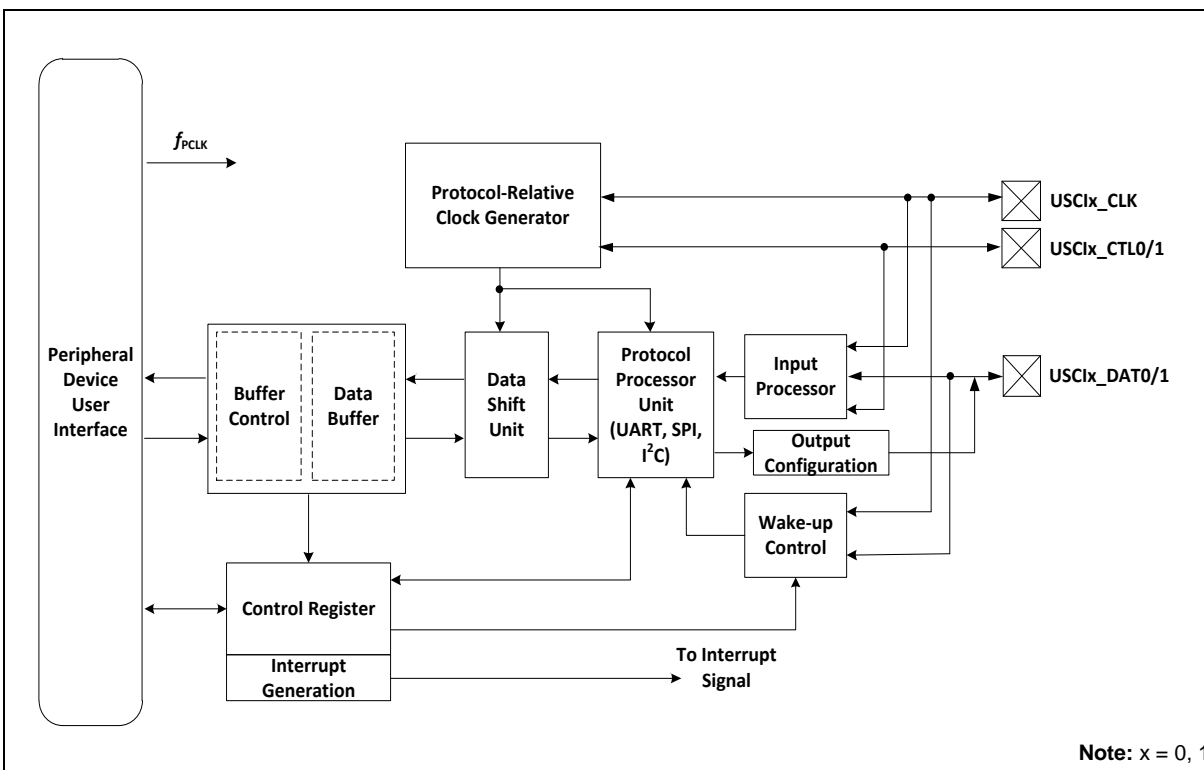 fPCLK
Protocol-Relative
Clock Generator
USCIx_CLK
USCIx_CTL0/1
Peripheral
Device
User
Interface
Buffer
Control
Data
Buffer
Data
Shift
Unit
Protocol
Processor
Unit
(UART, SPI,
I²C)
Input
Processor
USCIx_DAT0/1
Output
Configuration
Wake-up
Control
Control Register
Interrupt
Generation
To Interrupt
Signal
Note: x = 0, 1